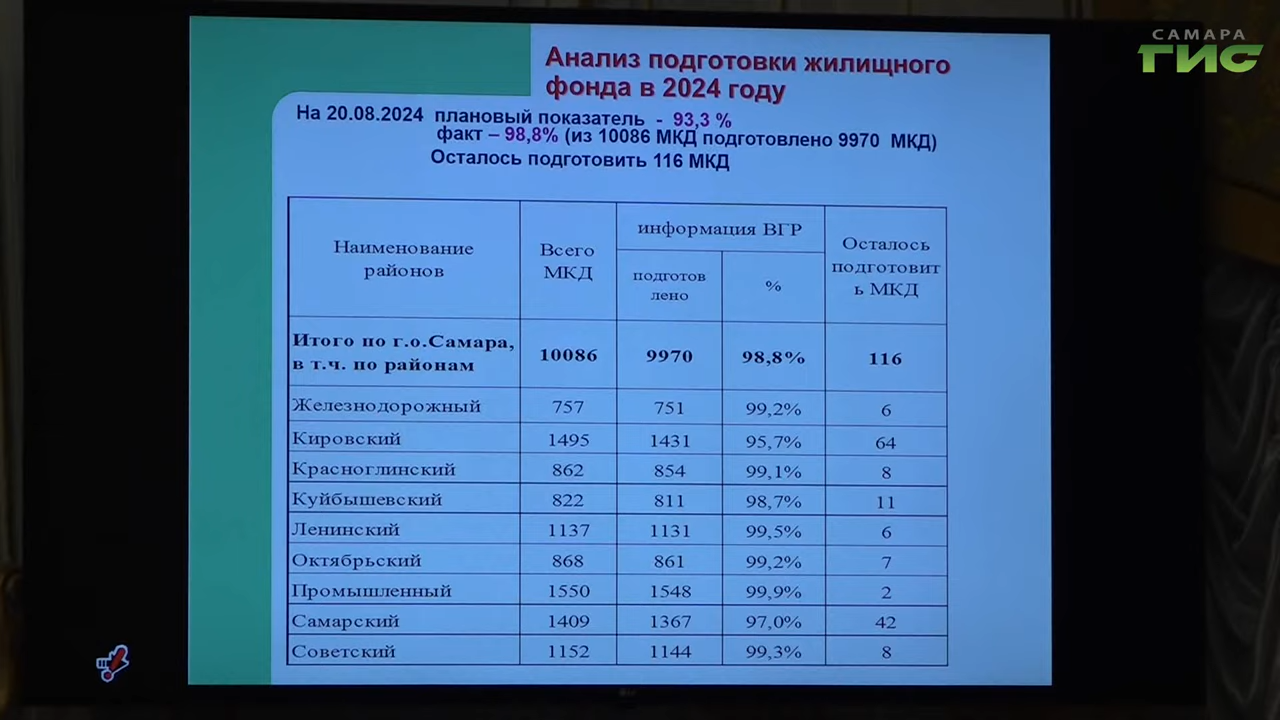 САМАРА
ГИС
Анализ подготовки жилищного
фонда в 2024 году
На 20.08.2024 плановый показатель - 93,3 %
факт – 98,8% (из 10086 МКД подготовлено 9970 МКД)
Осталось подготовить 116 МКД
Наименование
районов
Всего
МКД
информация ВГР
подготов
лено
%
Осталось
подготовит
ь МКД
Итого по г.о.Самара,
в т.ч. по районам
10086 9970 98,8% 116
Железнодорожный 757 751 99,2% 6
Кировский 1495 1431 95,7% 64
Красноглинский 862 854 99,1% 8
Куйбышевский 822 811 98,7% 11
Ленинский 1137 1131 99,5% 6
Октябрьский 868 861 99,2% 7
Промышленный 1550 1548 99,9% 2
Самарский 1409 1367 97,0% 42
Советский 1152 1144 99,3% 8